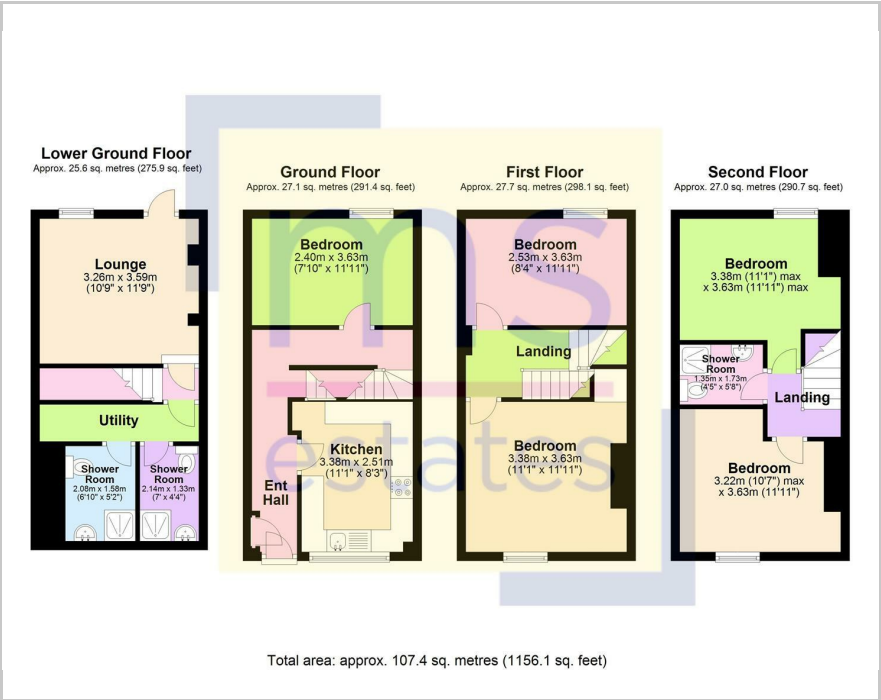 Lower Ground Floor
Approx. 25.6 sq. metres (275.9 sq. feet)
Lounge
3.26m x 3.59m
(10'9" x 11'9")
Utility
Shower
Room
2.08m x 1.58m
(6'10" x 5'2")
Shower
Room
2.14m x 1.33m
(7' x 4'4")
Ground Floor
Approx. 27.1 sq. metres (291.4 sq. feet)
Bedroom
2.40m x 3.63m
(7'10" x 11'11")
Kitchen
3.38m x 2.51m
(11'1" x 8'3")
Ent
Hall
First Floor
Approx. 27.7 sq. metres (298.1 sq. feet)
Bedroom
2.53m x 3.63m
(8'4" x 11'11")
Landing
Bedroom
3.38m x 3.63m
(11'1" x 11'11")
Second Floor
Approx. 27.0 sq. metres (290.7 sq. feet)
Bedroom
3.38m (11'1") max
x 3.63m (11'11") max
Shower
Room
1.35m x 1.73m
(4'5" x 5'8")
Landing
Bedroom
3.22m (10'7") max
x 3.63m (11'11")
ms
estates
Total area: approx. 107.4 sq. metres (1156.1 sq. feet)